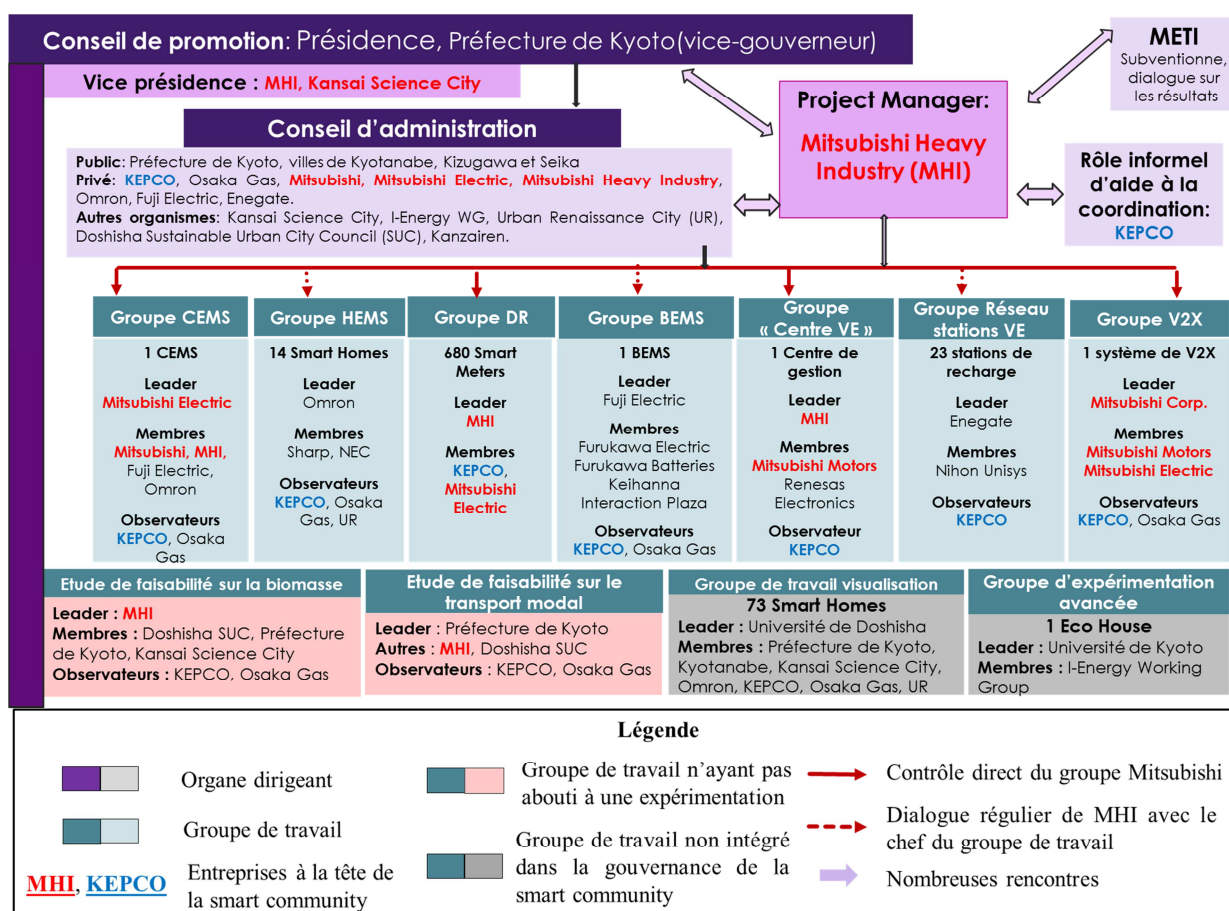 Conseil de promotion: Présidence, Préfecture de Kyoto(vice-gouverneur)
Vice présidence : MHI, Kansai Science City
METI
Subventionne,
dialogue sur
les résultats
Project Manager:
Mitsubishi Heavy
Industry (MHI)
Conseil d'administration
Public: Préfecture de Kyoto, villes de Kyotanabe, Kizugawa et Seika
Privé: KEPCO, Osaka Gas, Mitsubishi, Mitsubishi Electric, Mitsubishi Heavy Industry,
Omron, Fuji Electric, Enegate.
Autres organismes: Kansai Science City, I-Energy WG, Urban Renaissance City (UR),
Doshisha Sustainable Urban City Council (SUC), Kanzairen.
Rôle informel
d'aide à la
coordination:
KEPCO
Groupe CEMS
1 CEMS
Leader
Mitsubishi Electric
Membres
Mitsubishi, MHI,
Fuji Electric,
Omron
Observateurs
KEPCO, Osaka
Gas
Groupe HEMS
14 Smart Homes
Leader
Omron
Membres
Sharp, NEC
Observateurs
KEPCO, Osaka
Gas, UR
Groupe DR
680 Smart
Meters
Leader
MHI
Membres
KEPCO,
Mitsubishi
Electric
Groupe BEMS
1 BEMS
Leader
Fuji Electric
Membres
Furukawa Electric
Furukawa Batteries
Keihanna
Interaction Plaza
Observateurs
KEPCO, Osaka Gas
Groupe
« Centre VE »
1 Centre de
gestion
Leader
MHI
Membres
Mitsubishi Motors
Renesas
Electronics
Observateur
KEPCO
Groupe Réseau
stations VE
23 stations de
recharge
Leader
Enegate
Membres
Nihon Unisys
Observateurs
KEPCO
Groupe V2X
1 système de V2X
Leader
Mitsubishi Corp.
Membres
Mitsubishi Motors
Mitsubishi Electric
Observateurs
KEPCO, Osaka Gas
Etude de faisabilité sur la biomasse
Leader : MHI
Membres : Doshisha SUC, Préfecture
de Kyoto, Kansai Science City
Observateurs : KEPCO, Osaka Gas
Etude de faisabilité sur le
transport modal
Leader : Préfecture de Kyoto
Autres : MHI, Doshisha SUC
Observateurs : KEPCO, Osaka Gas
Groupe de travail visualisation
73 Smart Homes
Leader : Université de Doshisha
Membres : Préfecture de Kyoto,
Kyotanabe, Kansai Science City,
Omron, KEPCO, Osaka Gas, UR
Groupe d'expérimentation
avancée
1 Eco House
Leader : Université de Kyoto
Membres : I-Energy Working
Group
Légende
Organe dirigeant
Groupe de travail
MHI, KEPCO
Entreprises à la tête de
la smart community
Groupe de travail n'ayant pas
abouti à une expérimentation
Groupe de travail non intégré
dans la gouvernance de la
smart community
Contrôle direct du groupe Mitsubishi
Dialogue régulier de MHI avec le
chef du groupe de travail
Nombreuses rencontres